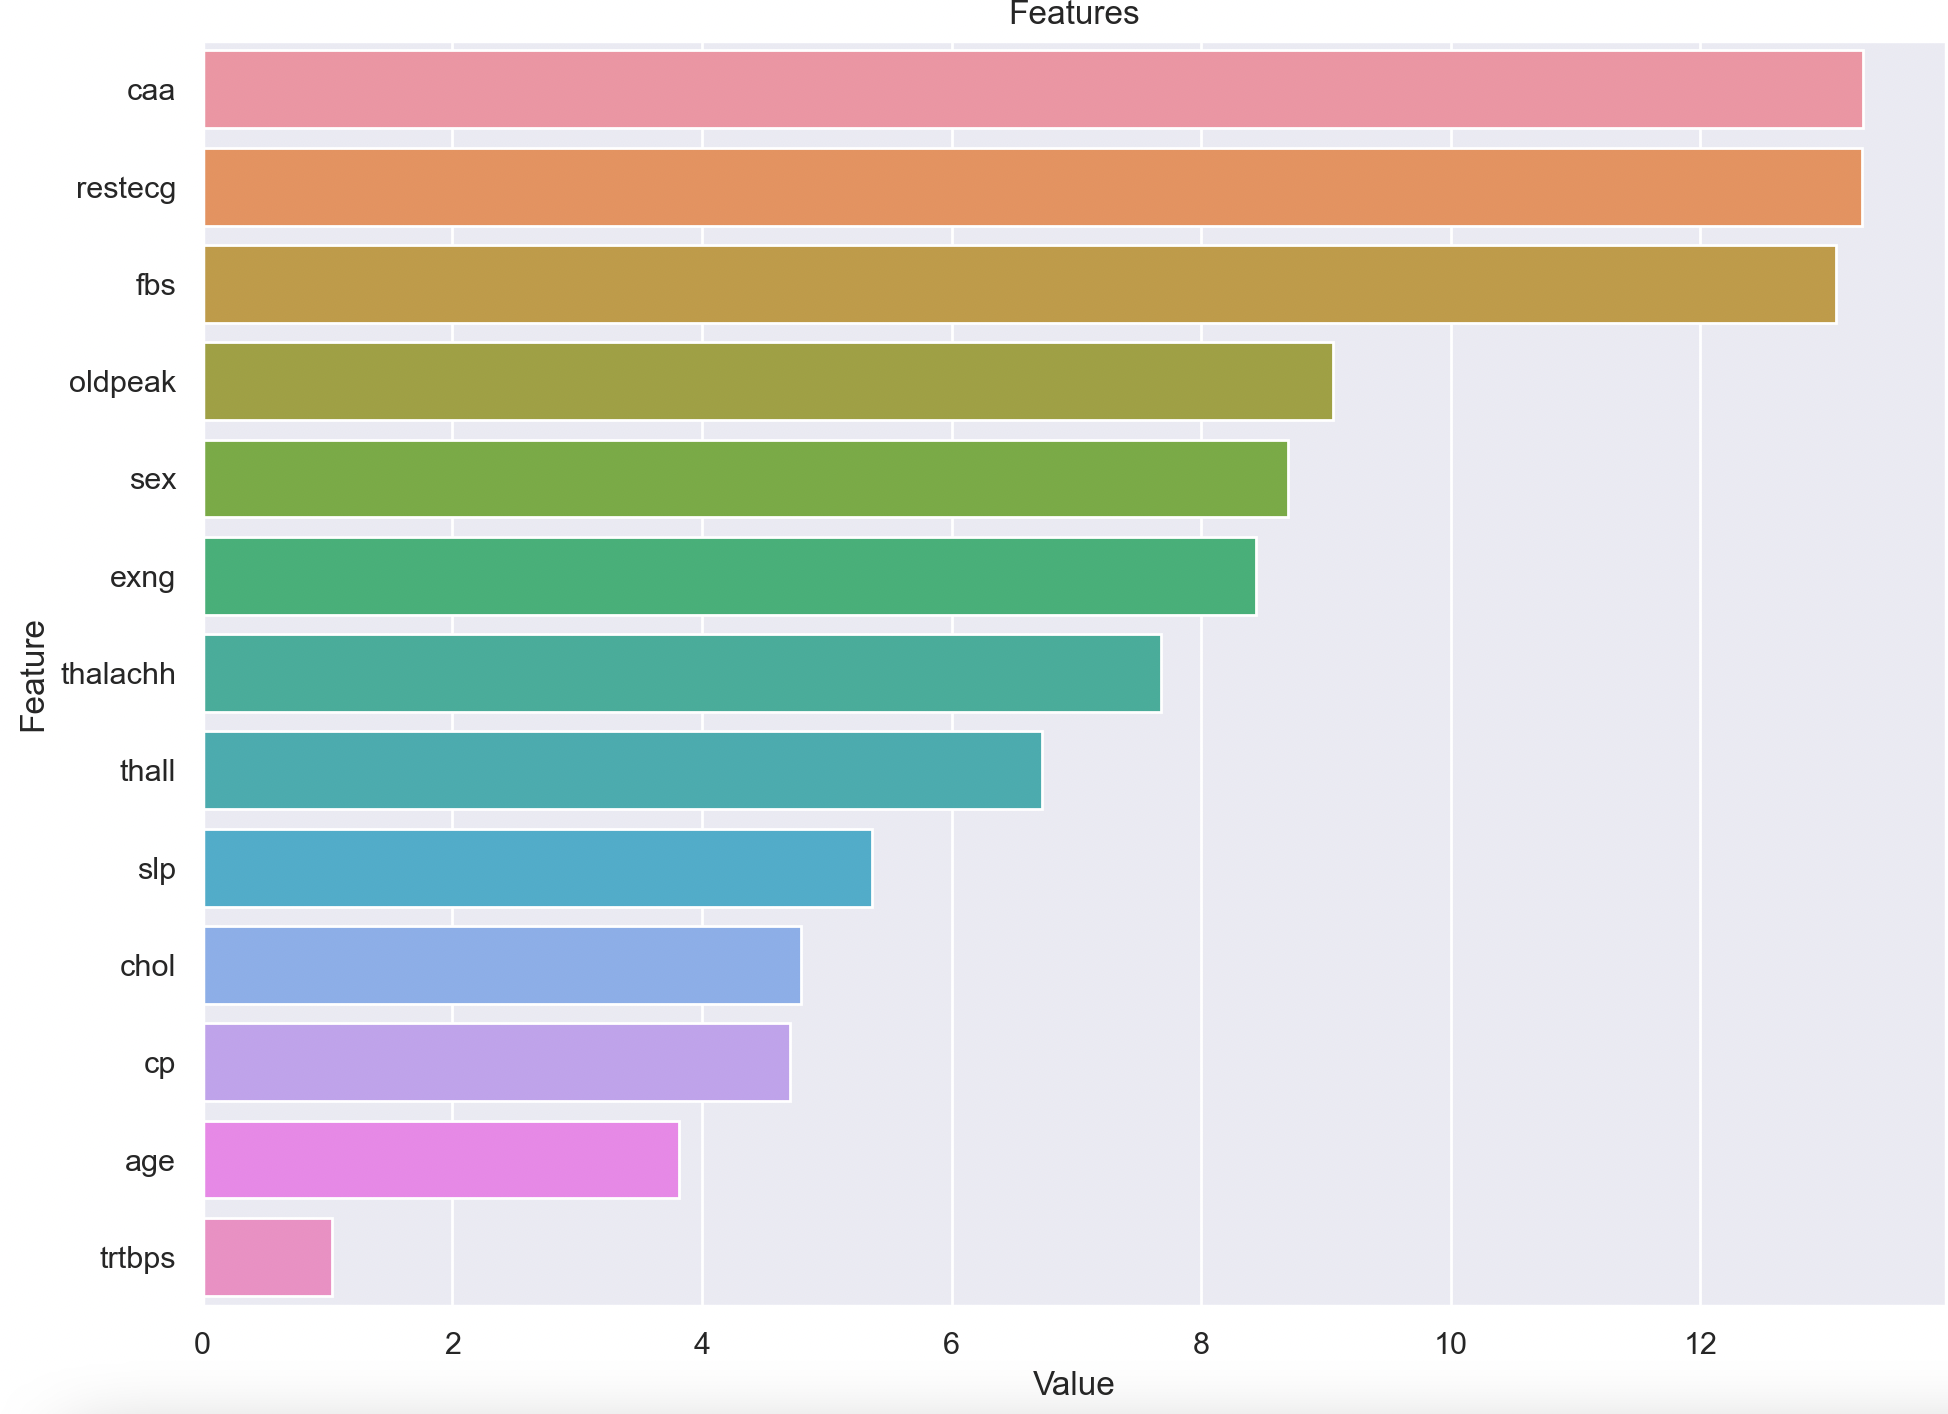 Features
caa
restecg
fbs
oldpeak
sex
exng
thalachh
thall
slp
chol
cp
age
trtbps
Feature
0 2 4 6 8 10 12
Value